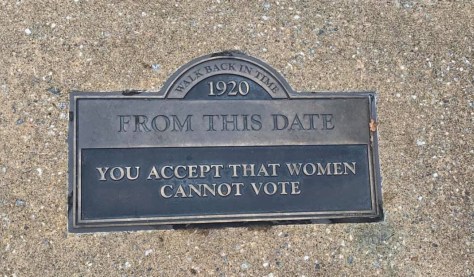 WALK BACK IN TIME
1920
FROM THIS DATE
YOU ACCEPT THAT WOMEN
CANNOT VOTE